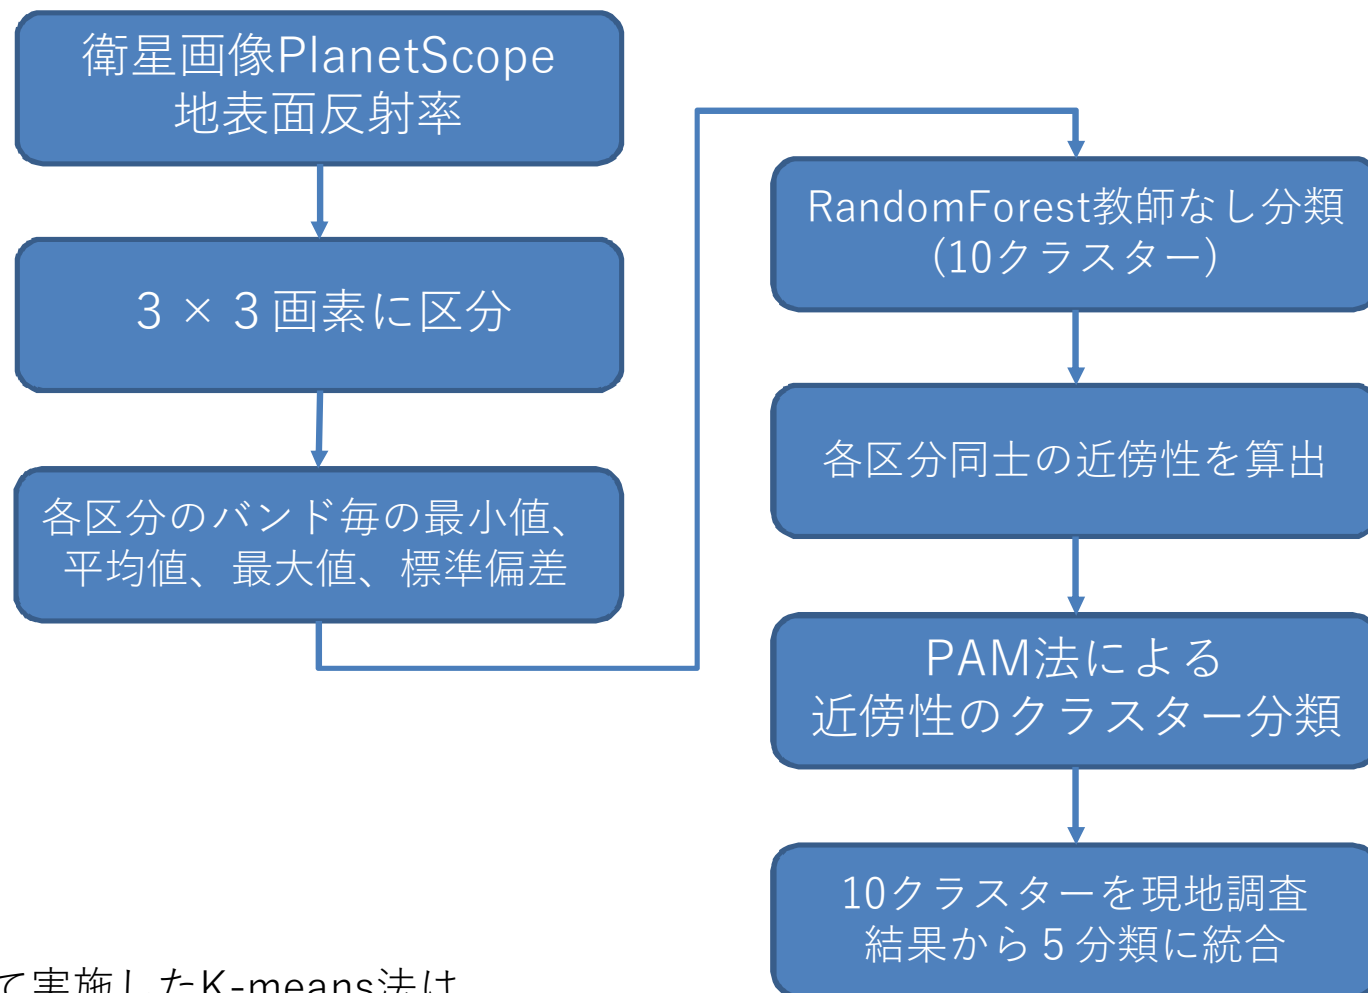 衛星画像PlanetScope
地表面反射率
３×３画素に区分
各区分のバンド毎の最小値、
平均値、最大値、標準偏差
RandomForest教師なし分類
(10クラスター)
各区分同士の近傍性を算出
PAM法による
近傍性のクラスター分類
10クラスターを現地調査
結果から５分類に統合
て実施したK-means法は